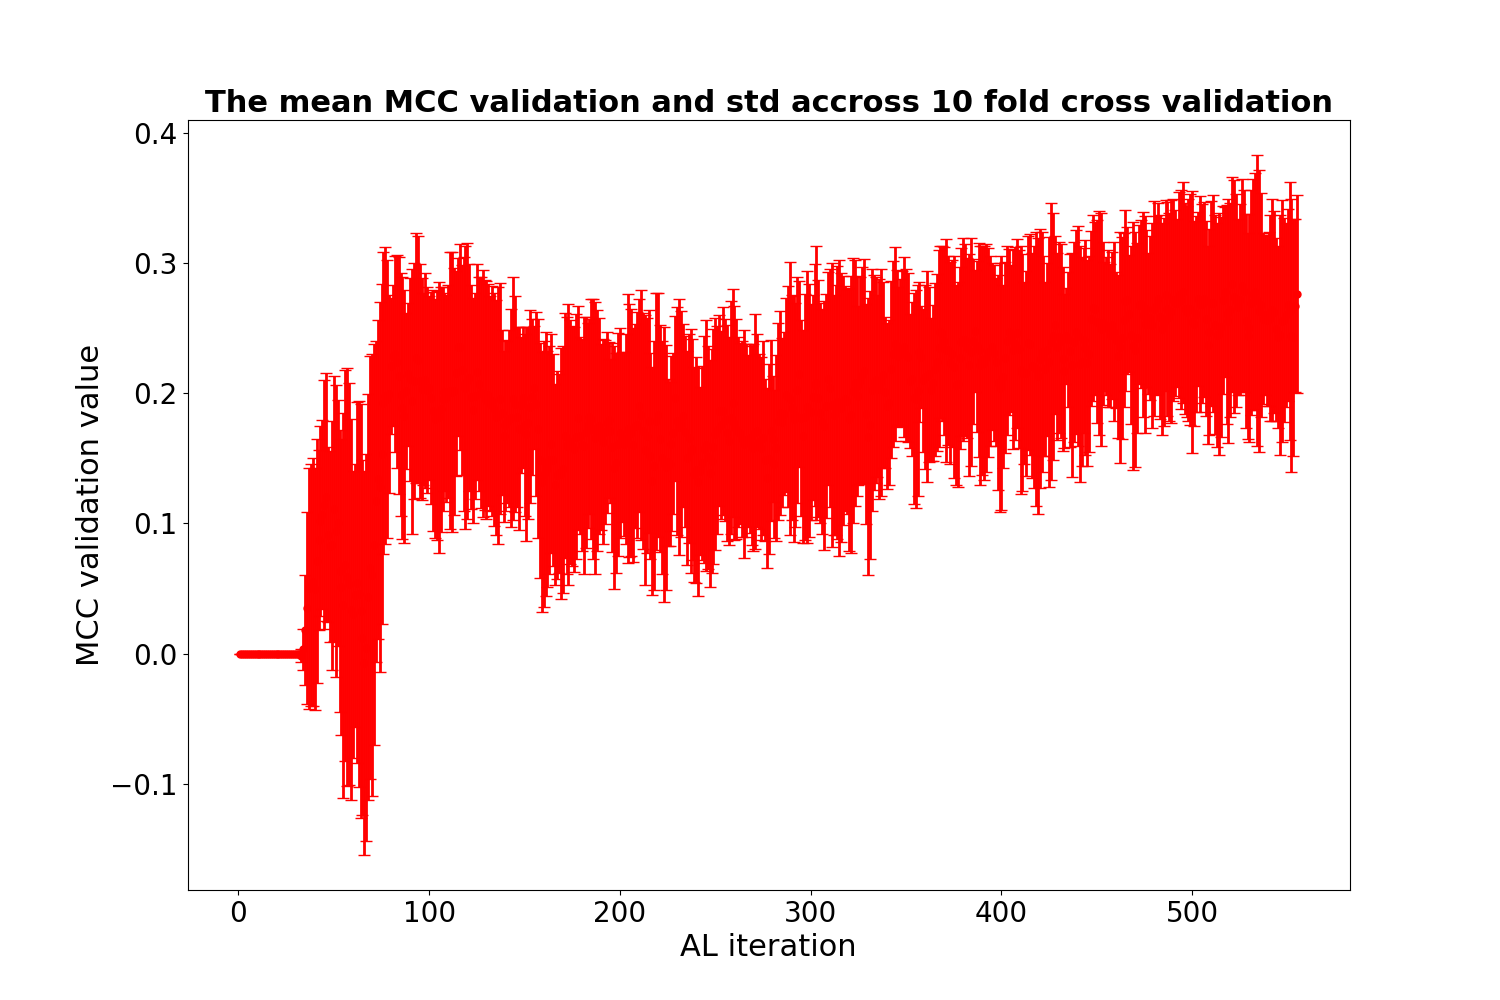 The mean MCC validation and std accross 10 fold cross validation
0.4
0.3
0.2
0.1
0.0
−0.1
MCC validation value
0 100 200 300 400 500
AL iteration